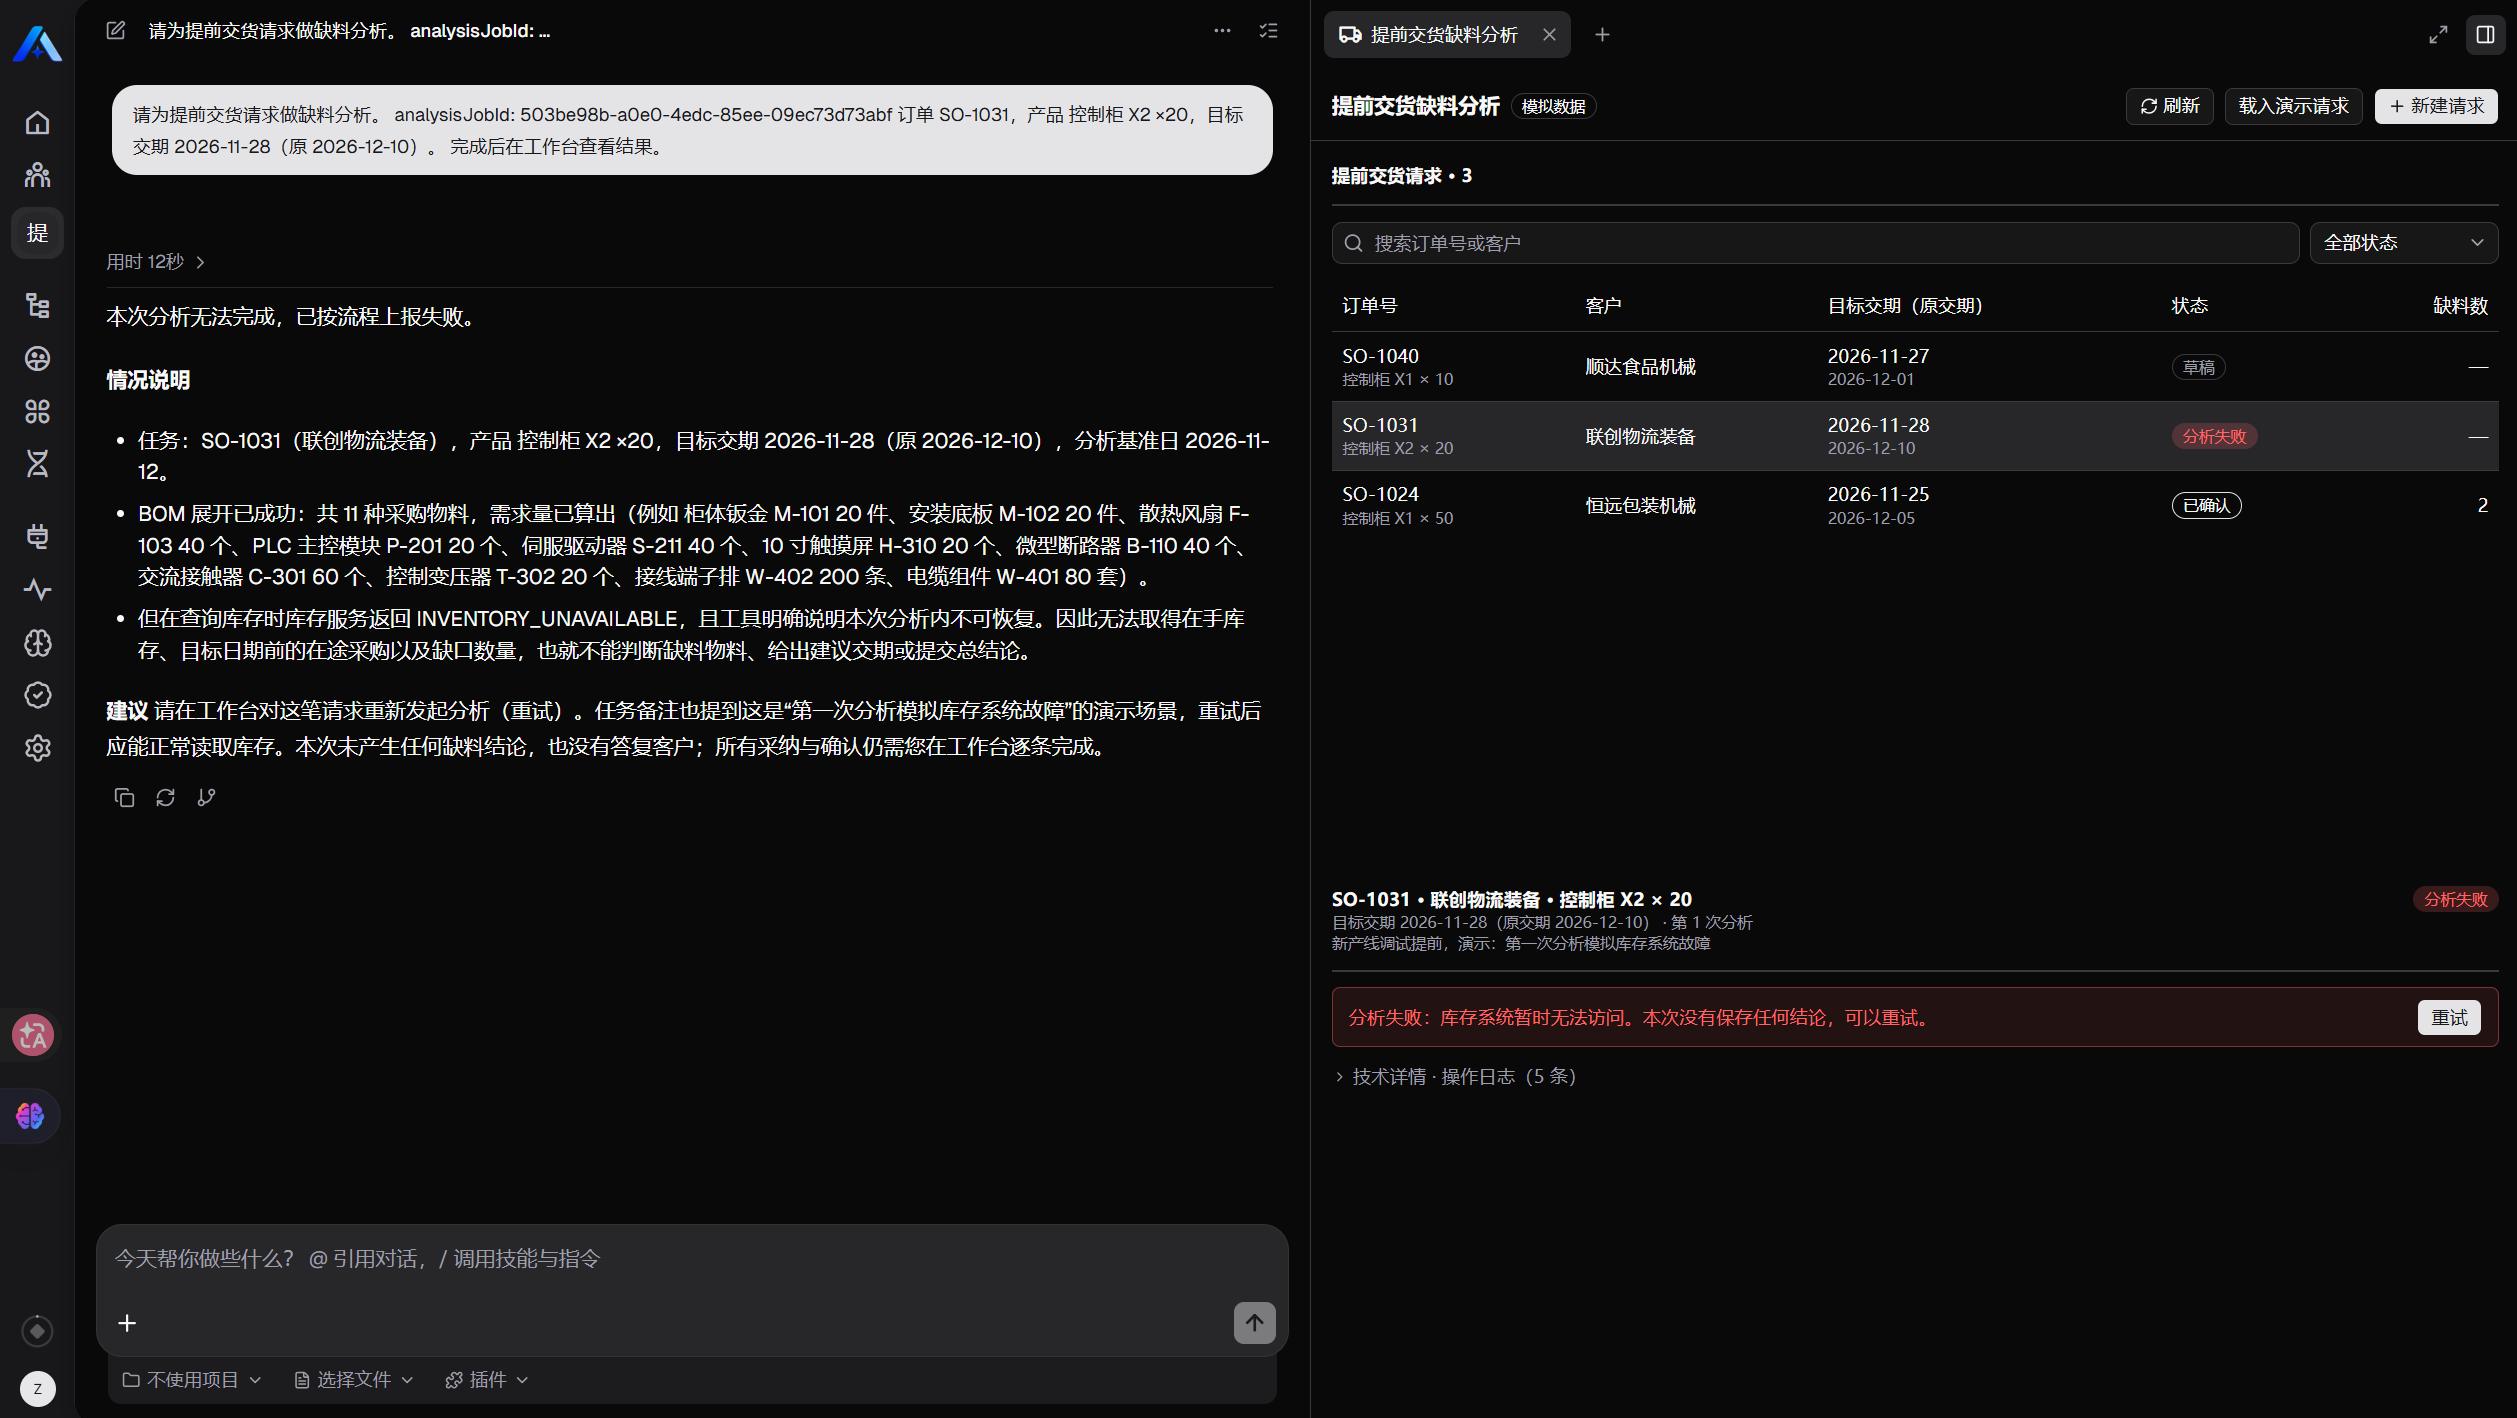 请为提前交货请求做缺料分析。 analysisJobId: ...
请为提前交货请求做缺料分析。 analysisJobId: 503be98b-a0e0-4edc-85ee-09ec73d73abf 订单 SO-1031，产品 控制柜 X2 ×20，目标
交期 2026-11-28（原 2026-12-10）。 完成后在工作台查看结果。
提
用时 12秒
本次分析无法完成，已按流程上报失败。
情况说明
• 任务：SO-1031（联创物流装备），产品 控制柜 X2 ×20，目标交期 2026-11-28（原 2026-12-10），分析基准日 2026-11-
12。
• BOM 展开已成功：共 11 种采购物料，需求量已算出（例如 柜体钣金 M-101 20 件、安装底板 M-102 20 件、散热风扇 F-
103 40 个、PLC 主控模块 P-201 20 个、伺服驱动器 S-211 40 个、10 寸触摸屏 H-310 20 个、微型断路器 B-110 40 个、
交流接触器 C-301 60 个、控制变压器 T-302 20 个、接线端子排 W-402 200 条、电缆组件 W-401 80 套）。
• 但在查询库存时库存服务返回 INVENTORY_UNAVAILABLE，且工具明确说明本次分析内不可恢复。因此无法取得在手库
存、目标日期前的在途采购以及缺口数量，也就不能判断缺料物料、给出建议交期或提交总结论。
建议 请在工作台对这笔请求重新发起分析（重试）。任务备注也提到这是“第一次分析模拟库存系统故障”的演示场景，重试后
应能正常读取库存。本次未产生任何缺料结论，也没有答复客户；所有采纳与确认仍需您在工作台逐条完成。
今天帮你做些什么？ @ 引用对话， / 调用技能与指令
不使用项目 选择文件 插件
Z
提前交货缺料分析
提前交货缺料分析 模拟数据 刷新 载入演示请求 + 新建请求
提前交货请求 • 3
搜索订单号或客户 全部状态
订单号 客户 目标交期（原交期） 状态 缺料数
SO-1040 顺达食品机械 2026-11-27 草稿 —
控制柜 X1 × 10 2026-12-01
SO-1031 联创物流装备 2026-11-28 分析失败 —
控制柜 X2 × 20 2026-12-10
SO-1024 恒远包装机械 2026-11-25 已确认 2
控制柜 X1 × 50 2026-12-05
SO-1031 • 联创物流装备 • 控制柜 X2 × 20 分析失败
目标交期 2026-11-28（原交期 2026-12-10） · 第 1 次分析
新产线调试提前，演示：第一次分析模拟库存系统故障
分析失败：库存系统暂时无法访问。本次没有保存任何结论，可以重试。 重试
技术详情 · 操作日志（5 条）